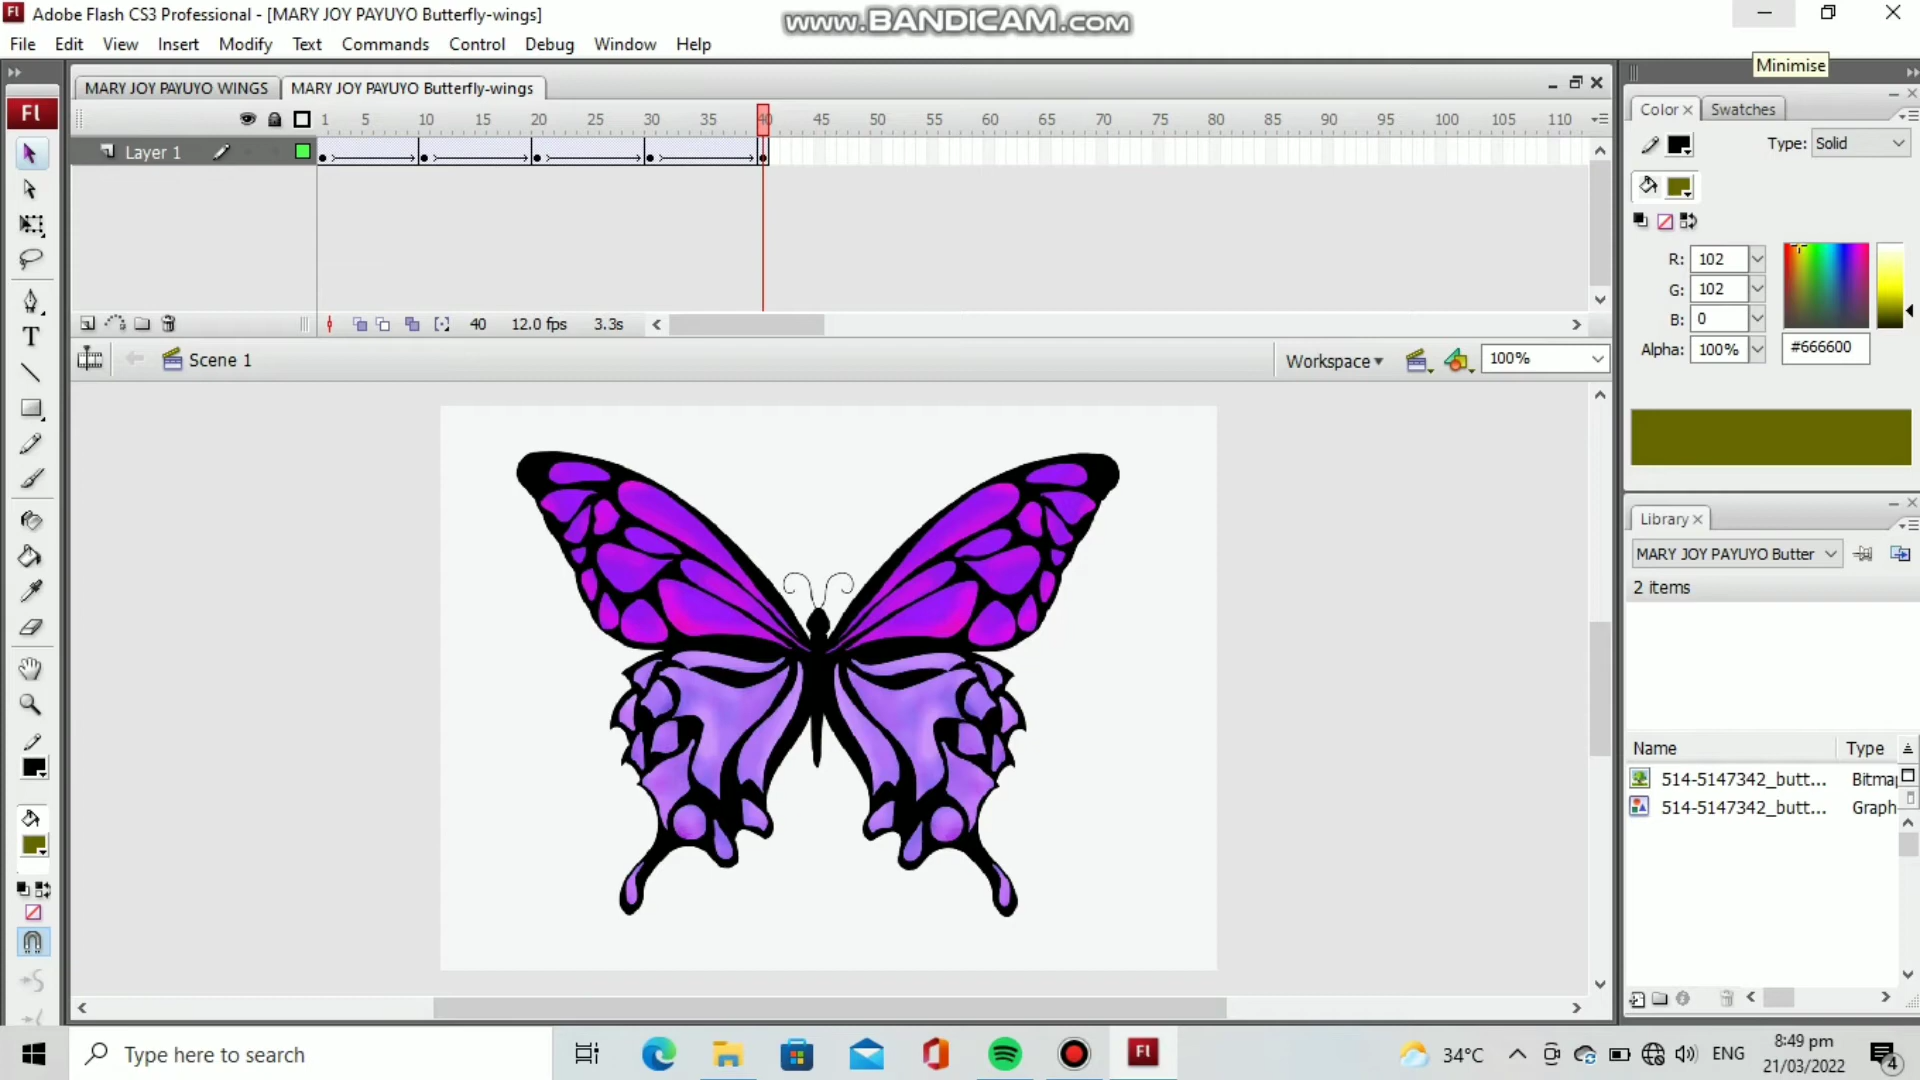 Fl Adobe Flash CS3 Professional - [MARY JOY PAYUYO Butterfly-wings]
www.BANDICAM.com
File Edit View Insert Modify Text Commands Control Debug Window Help
Minimise
MARY JOY PAYUYO WINGS MARY JOY PAYUYO Butterfly-wings
Fl
1 5 10 15 20 25 30 35 40 45 50 55 60 65 70 75 80 85 90 95 100 105 110
Layer 1
40 12.0 fps 3.3s
Scene 1
Workspace 100%
Color Swatches
Type: Solid
R: 102
G: 102
B: 0
Alpha: 100% #666600
Library
MARY JOY PAYUYO Butter
2 items
Name Type
514-5147342_butt... Bitma
514-5147342_butt... Graph
T
Type here to search
Fl
34°C
ENG
8:49 pm
21/03/2022
4